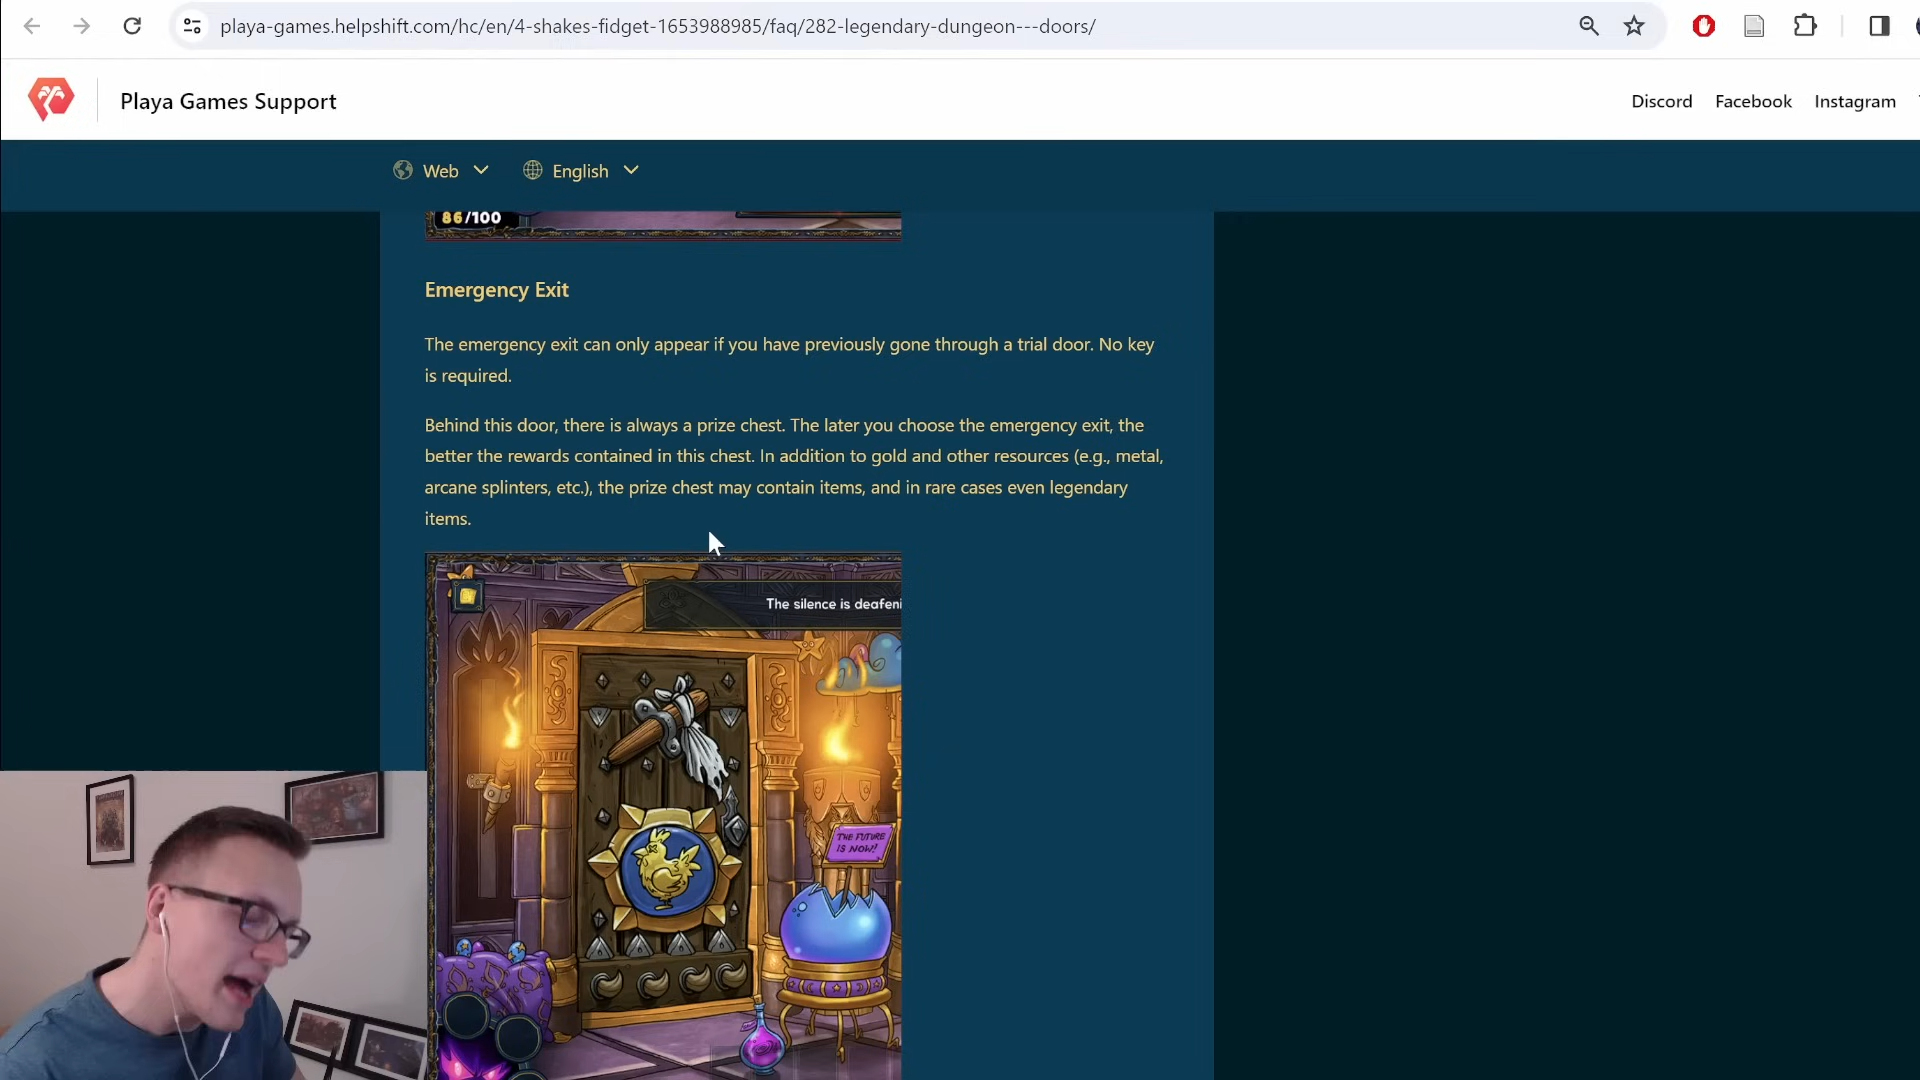 playa-games.helpshift.com/hc/en/4-shakes-fidget-1653988985/faq/282-legendary-dungeon---doors/
Playa Games Support
Discord Facebook Instagram
Web English
86/100
Emergency Exit
The emergency exit can only appear if you have previously gone through a trial door. No key
is required.
Behind this door, there is always a prize chest. The later you choose the emergency exit, the
better the rewards contained in this chest. In addition to gold and other resources (e.g., metal,
arcane splinters, etc.), the prize chest may contain items, and in rare cases even legendary
items.
The silence is deafeni
THE FUTURE
IS NOW!